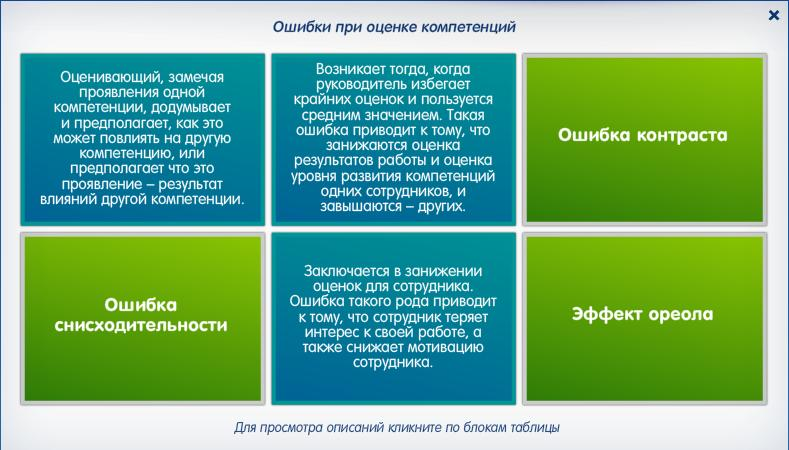 Ошибки при оценке компетенций
Оценивающий, замечая
проявления одной
компетенции, додумывает
и предполагает, как это
может повлиять на другую
компетенцию, или
предполагает что это
проявление – результат
влияний другой компетенции.
Возникает тогда, когда
руководитель избегает
крайних оценок и пользуется
средним значением. Такая
ошибка приводит к тому, что
занижаются оценка
результатов работы и оценка
уровня развития компетенций
одних сотрудников, и
завышаются – других.
Ошибка контраста
Ошибка
снисходительности
Заключается в занижении
оценок для сотрудника.
Ошибка такого рода приводит
к тому, что сотрудник теряет
интерес к своей работе, а
также снижает мотивацию
сотрудника.
Эффект ореола
Для просмотра описаний кликните по блокам таблицы